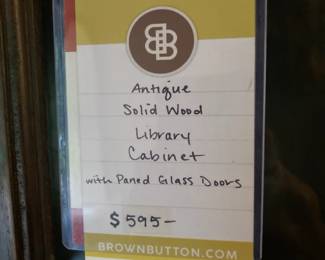 BB
Antique
Solid Wood
Library
Cabinet
with Paned Glass Doors
$595-
BROWNBUTTON.COM